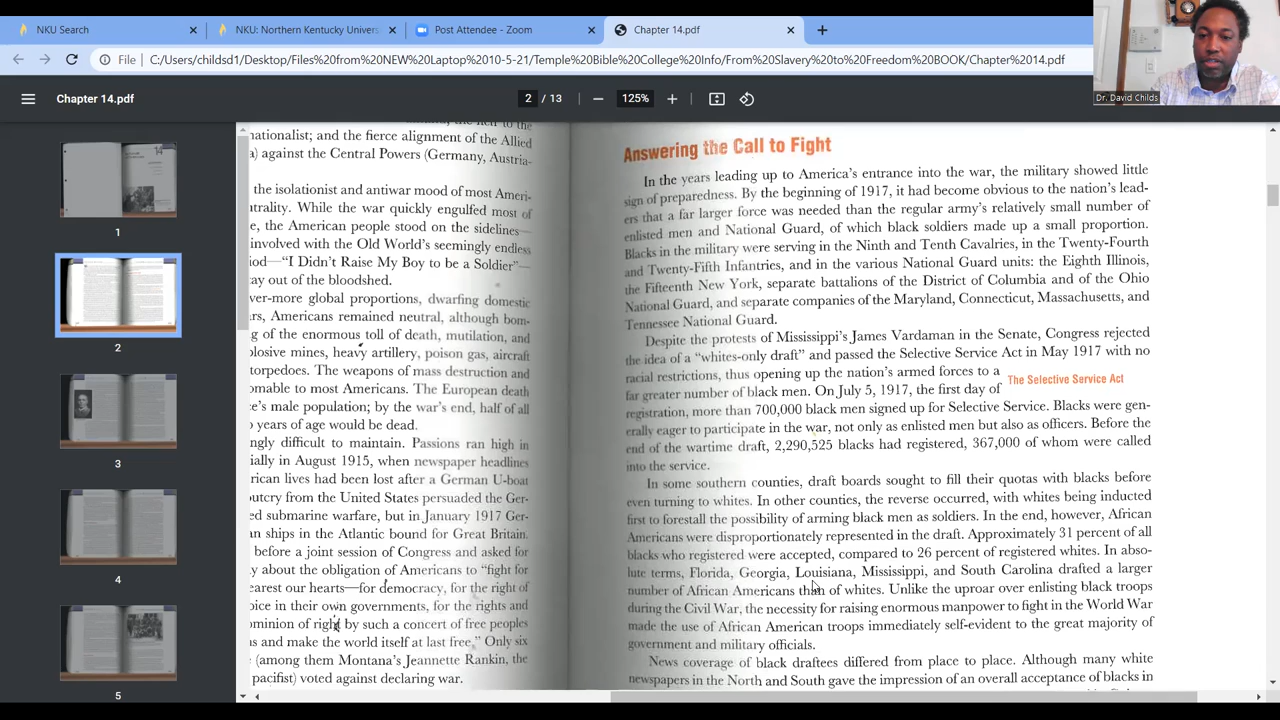 NKU Search
NKU: Northern Kentucky Univers
Post Attendee - Zoom
Chapter 14.pdf
File
C:/Users/childsd1/Desktop/Files%20from%20NEW%20Laptop%2010-5-21/Temple%20Bible%20College%20Info/From%20Slavery%20to%20Freedom%20BOOK/Chapter%2014.pdf
Dr. David Childs
Chapter 14.pdf
2 / 13
125%
1
2
3
4
5
nationalist; and the fierce alignment of the Allied
a) against the Central Powers (Germany, Austria-
the isolationist and antiwar mood of most Ameri-
ntrality. While the war quickly engulfed most of
e, the American people stood on the sidelines—
involved with the Old World's seemingly endless
iod—“I Didn't Raise My Boy to be a Soldier”—
tay out of the bloodshed.
ver-more global proportions, dwarfing domestic
ars, Americans remained neutral, although bom-
ng of the enormous toll of death, mutilation, and
plosive mines, heavy artillery, poison gas, aircraft
torpedoes. The weapons of mass destruction and
omable to most Americans. The European death
ce's male population; by the war's end, half of all
years of age would be dead.
ngly difficult to maintain. Passions ran high in
ially in August 1915, when newspaper headlines
rican lives had been lost after a German U-boat
outcry from the United States persuaded the Ger-
ed submarine warfare, but in January 1917 Ger-
an ships in the Atlantic bound for Great Britain.
before a joint session of Congress and asked for
ly about the obligation of Americans to “fight for
earest our hearts—for democracy, for the right of
oice in their own governments, for the rights and
ominion of right by such a concert of free peoples
s and make the world itself at last free.” Only six
(among them Montana's Jeannette Rankin, the
pacifist) voted against declaring war.
Answering the Call to Fight
In the years leading up to America's entrance into the war, the military showed little
sign of preparedness. By the beginning of 1917, it had become obvious to the nation's lead-
ers that a far larger force was needed than the regular army's relatively small number of
enlisted men and National Guard, of which black soldiers made up a small proportion.
Blacks in the military were serving in the Ninth and Tenth Cavalries, in the Twenty-Fourth
and Twenty-Fifth Infantries, and in the various National Guard units: the Eighth Illinois,
the Fifteenth New York, separate battalions of the District of Columbia and of the Ohio
National Guard, and separate companies of the Maryland, Connecticut, Massachusetts, and
Tennessee National Guard.
Despite the protests of Mississippi's James Vardaman in the Senate, Congress rejected
the idea of a “whites-only draft” and passed the Selective Service Act in May 1917 with no
racial restrictions, thus opening up the nation's armed forces to a
far greater number of black men. On July 5, 1917, the first day of
The Selective Service Act
registration, more than 700,000 black men signed up for Selective Service. Blacks were gen-
erally eager to participate in the war, not only as enlisted men but also as officers. Before the
end of the wartime draft, 2,290,525 blacks had registered, 367,000 of whom were called
into the service.
In some southern counties, draft boards sought to fill their quotas with blacks before
even turning to whites. In other counties, the reverse occurred, with whites being inducted
first to forestall the possibility of arming black men as soldiers. In the end, however, African
Americans were disproportionately represented in the draft. Approximately 31 percent of all
blacks who registered were accepted, compared to 26 percent of registered whites. In abso-
lute terms, Florida, Georgia, Louisiana, Mississippi, and South Carolina drafted a larger
number of African Americans than of whites. Unlike the uproar over enlisting black troops
during the Civil War, the necessity for raising enormous manpower to fight in the World War
made the use of African American troops immediately self-evident to the great majority of
government and military officials.
News coverage of black draftees differed from place to place. Although many white
newspapers in the North and South gave the impression of an overall acceptance of blacks in